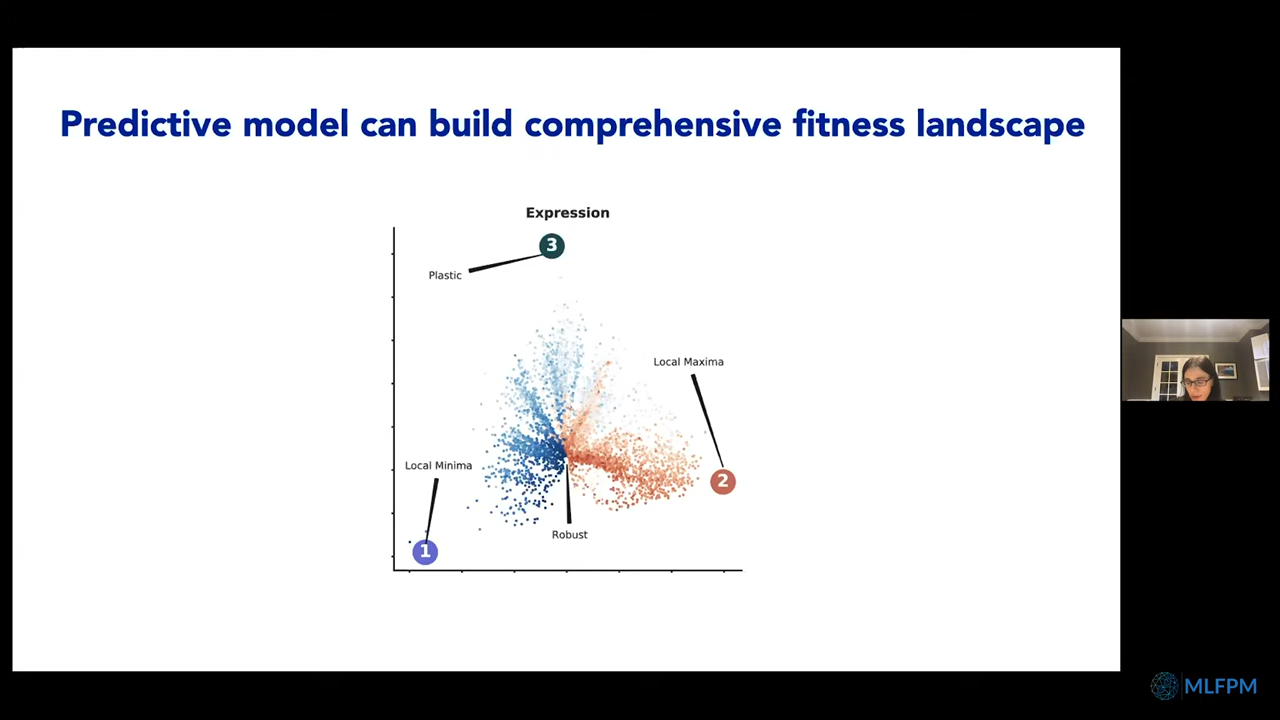 Predictive model can build comprehensive fitness landscape
Expression
3
Plastic
Local Maxima
Local Minima
2
Robust
1
MLFPM